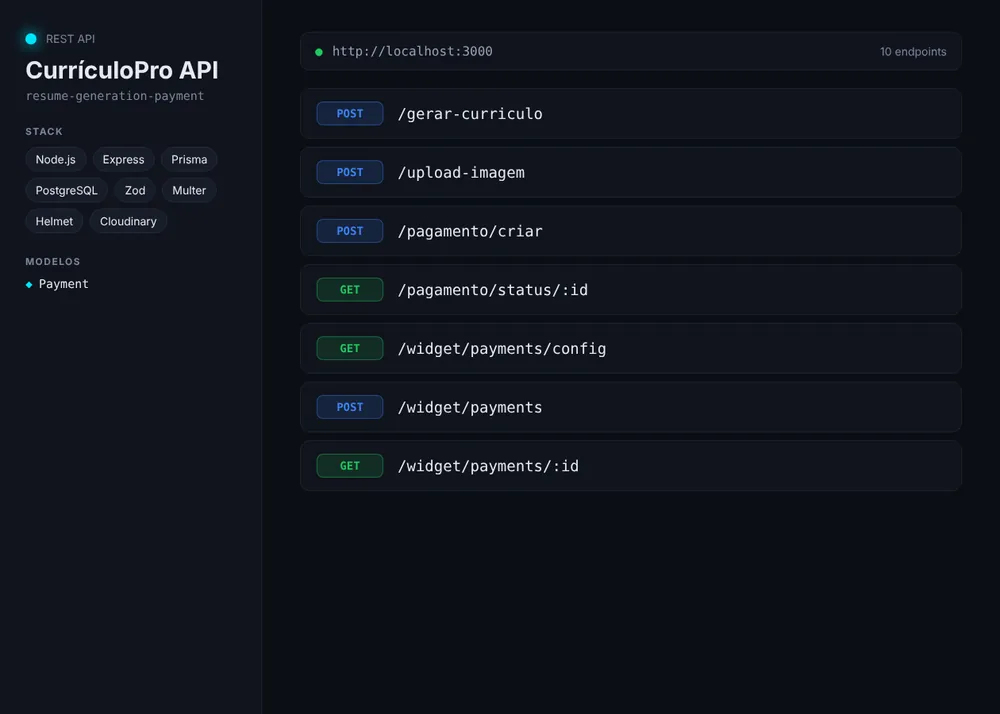 REST API
CurrículoPro API
resume-generation-payment
STACK
Node.js Express Prisma
PostgreSQL Zod Multer
Helmet Cloudinary
MODELOS
Payment
http://localhost:3000 10 endpoints
POST /gerar-curriculo
POST /upload-imagem
POST /pagamento/criar
GET /pagamento/status/:id
GET /widget/payments/config
POST /widget/payments
GET /widget/payments/:id